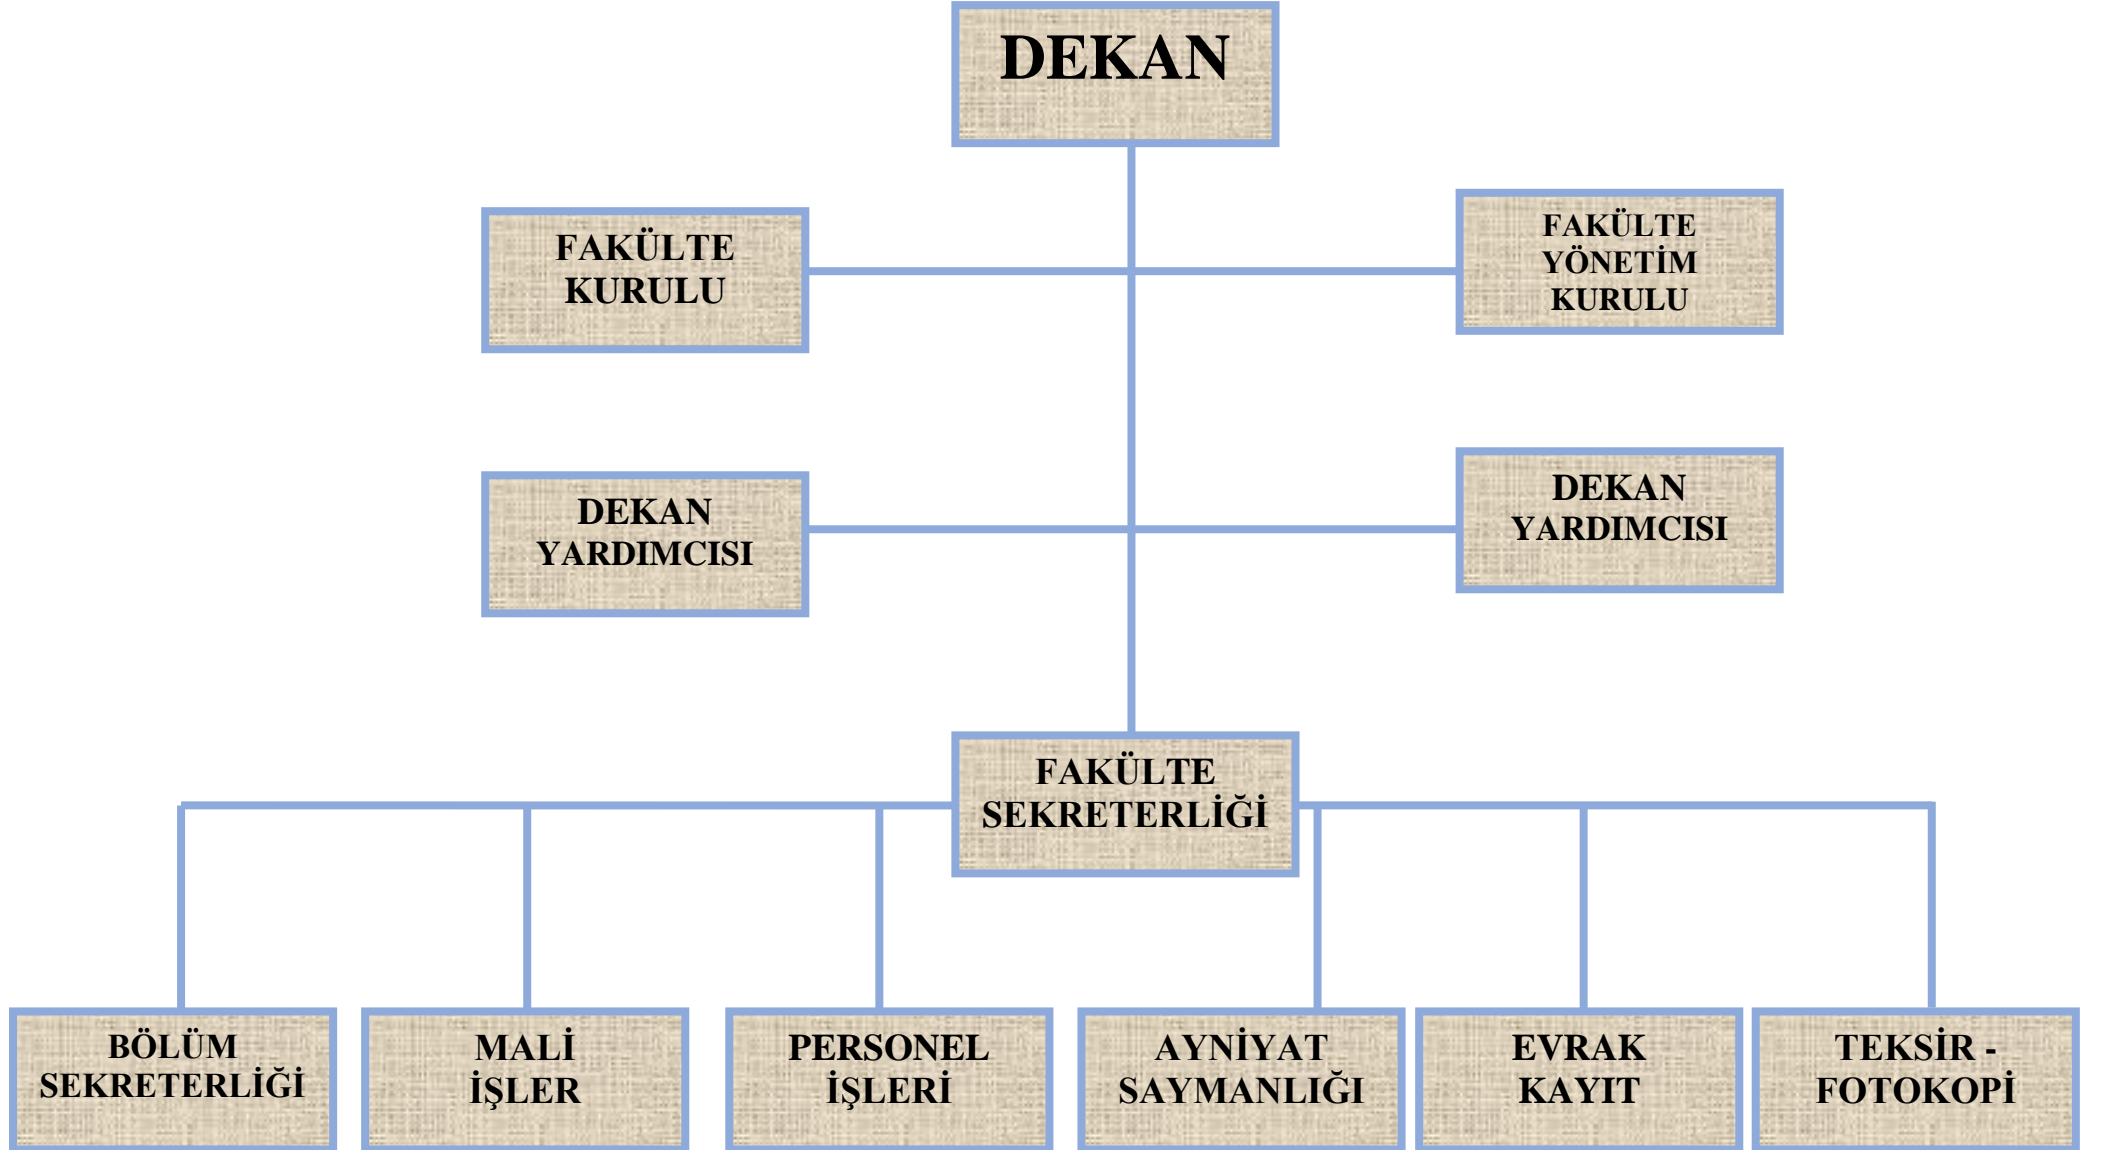 DEKAN
FAKÜLTE
KURULU
FAKÜLTE
YÖNETİM
KURULU
DEKAN
YARDIMCISI
DEKAN
YARDIMCISI
FAKÜLTE
SEKRETERLİĞİ
BÖLÜM
SEKRETERLİĞİ
MALİ
İŞLER
PERSONEL
İŞLERİ
AYNİYAT
SAYMANLIĞI
EVRAK
KAYIT
TEKSİR -
FOTOKOPİ